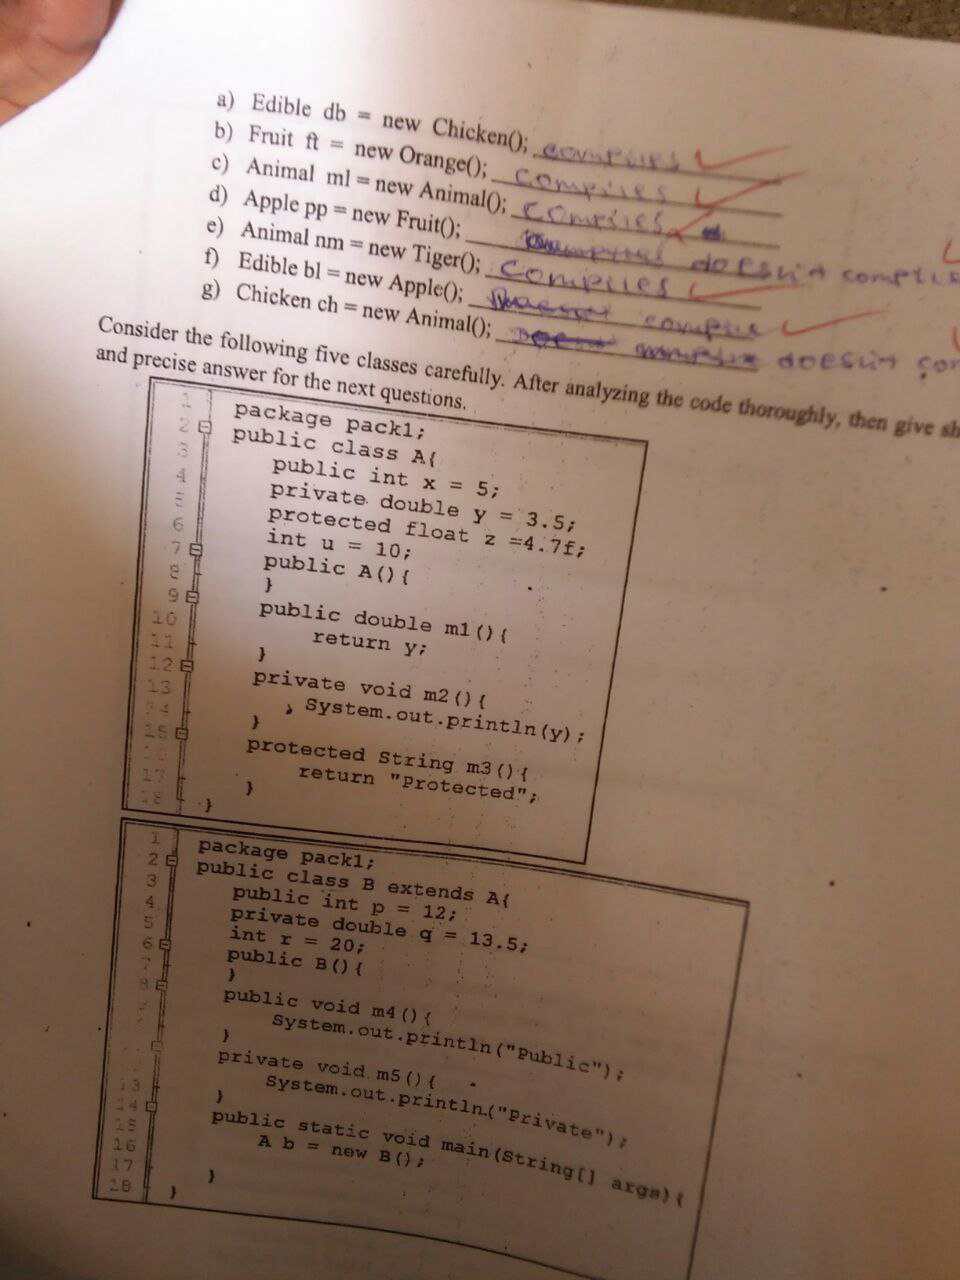 a) Edible db = new Chicken(); compiles
b) Fruit ft = new Orange(); compiles
c) Animal ml = new Animal(); compiles
d) Apple pp = new Fruit(); doesn't compile
e) Animal nm = new Tiger(); compiles
f) Edible bl = new Apple(); compile
g) Chicken ch = new Animal(); doesn't com
Consider the following five classes carefully. After analyzing the code thoroughly, then give sh
and precise answer for the next questions.
1 package pack1;
2 public class A{
3 public int x = 5;
4 private double y = 3.5;
5 protected float z =4.7f;
6 int u = 10;
7 public A(){
8 }
9 public double m1(){
10 return y;
11 }
12 private void m2(){
13 System.out.println(y);
14 }
15 protected String m3(){
return "Protected";
17 }
18 }
1 package pack1;
2 public class B extends A{
3 public int p = 12;
4 private double q = 13.5;
5 int r = 20;
6 public B(){
}
8 public void m4(){
System.out.println("Public");
}
private void m5(){
System.out.println("Private");
13 }
14 public static void main(String[] args){
15 A b = new B();
16
17 }
18 }